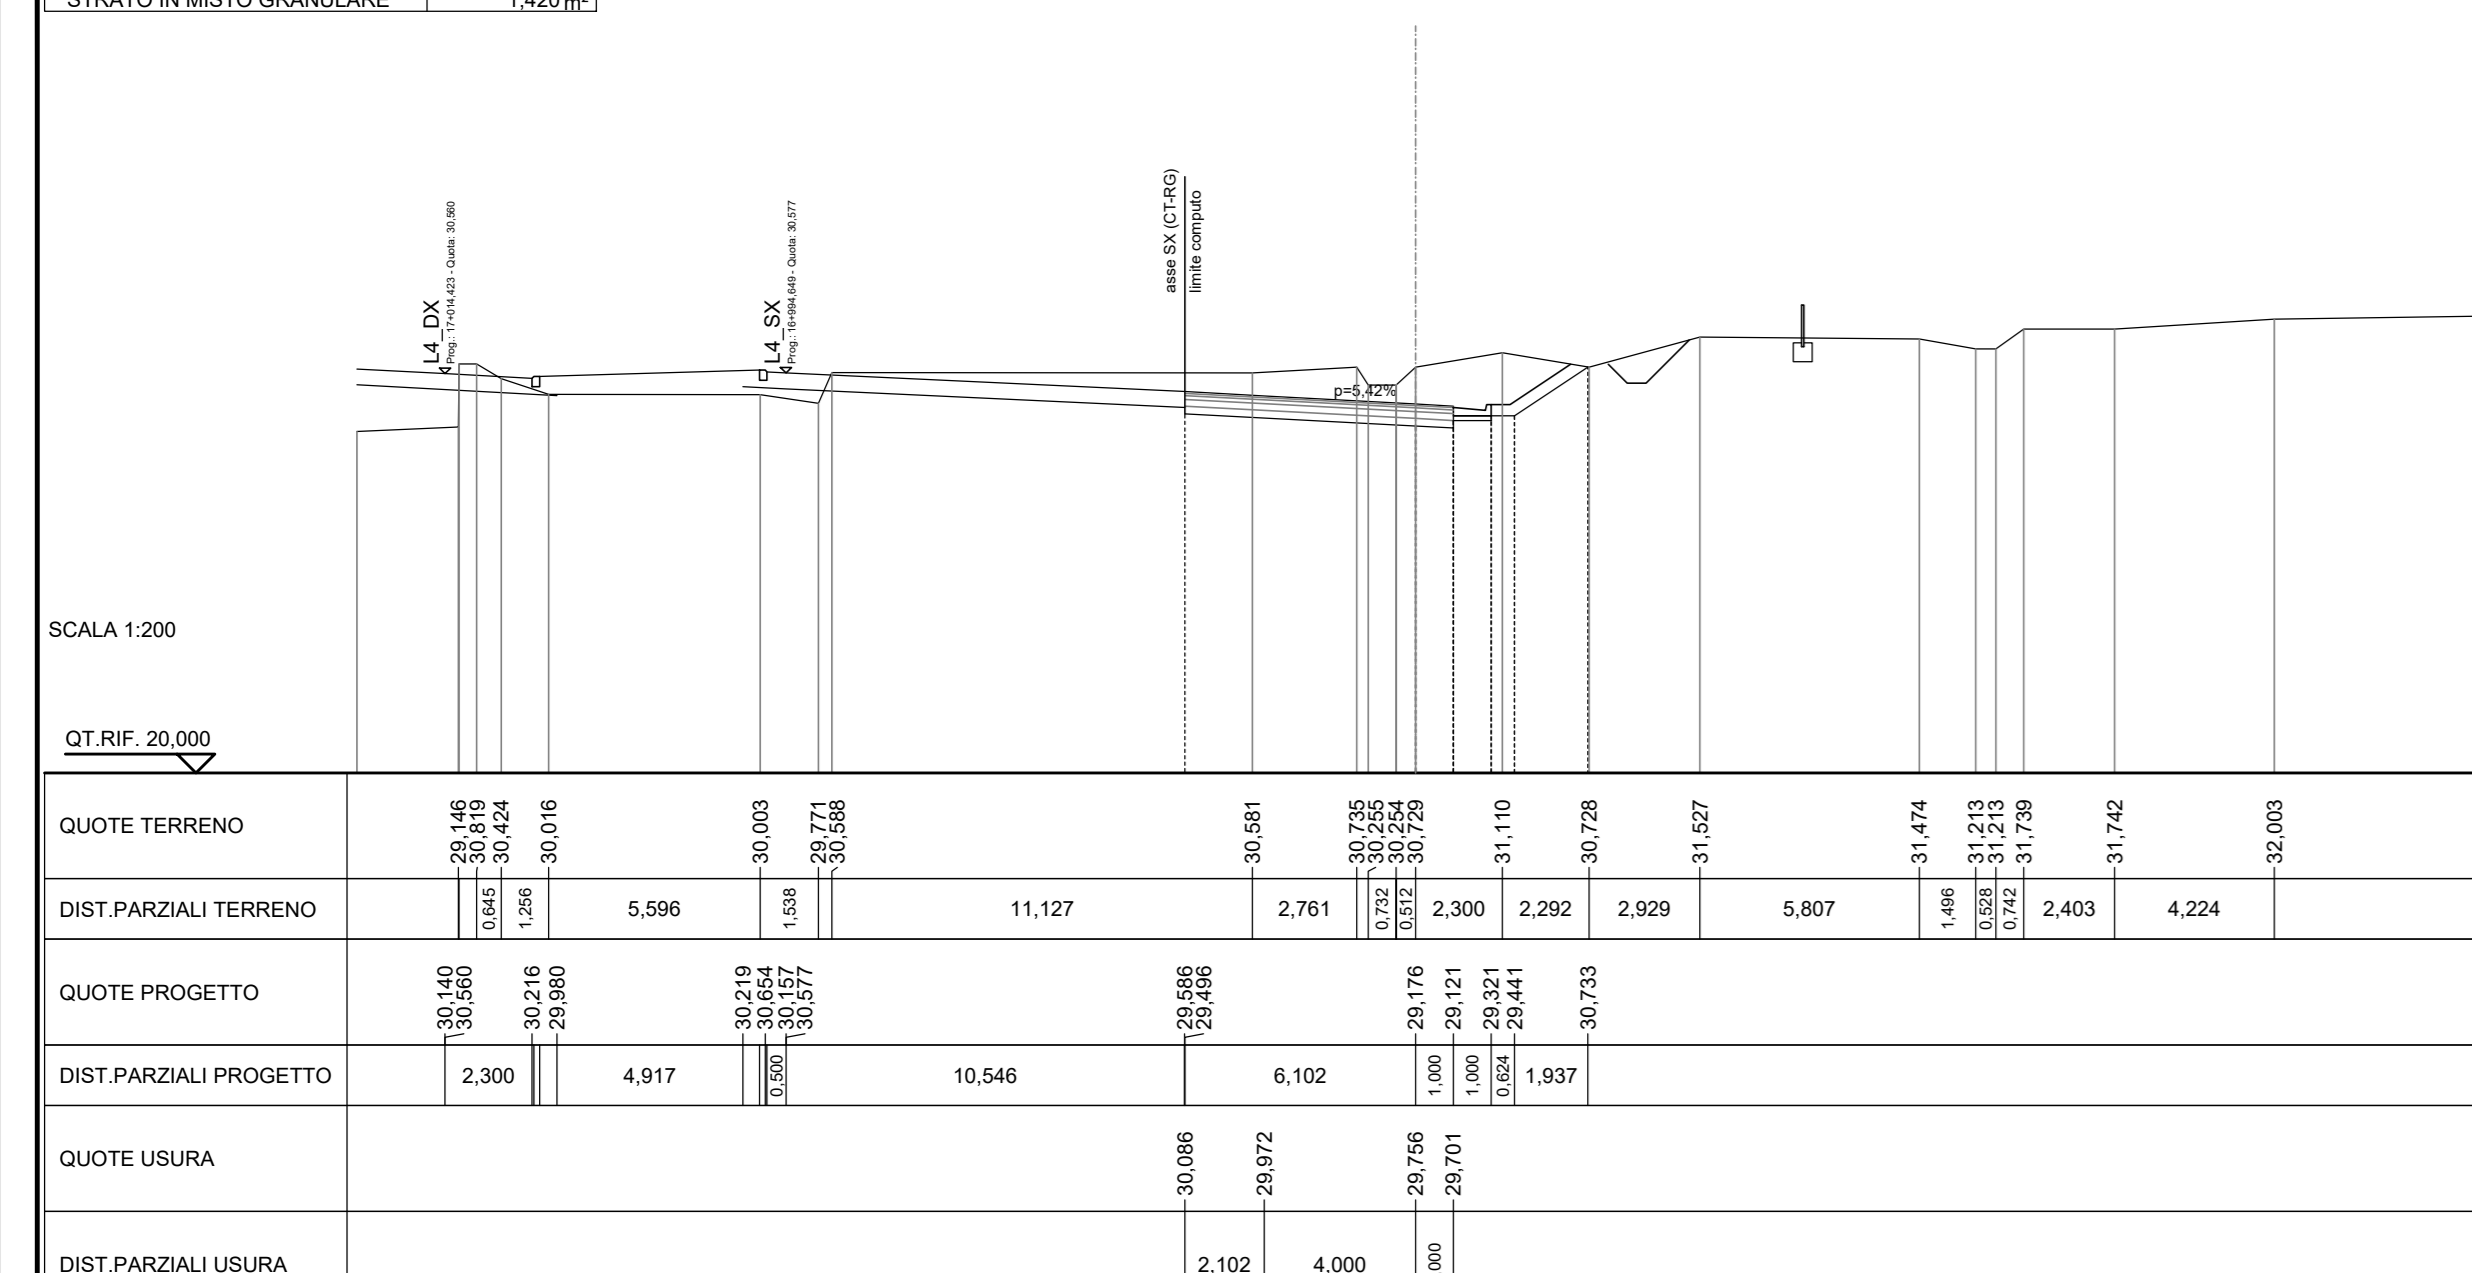 STRATO IN MISTO GRANULARE 1,420 m²
asse SX (CT-RG)
limite computo
L4_DX
Prog.: 17+014,423 - Quota: 30,560
L4_SX
Prog.: 16+994,649 - Quota: 30,577
p=5,42%
SCALA 1:200
QT.RIF. 20,000
QUOTE TERRENO 29,146 30,819 30,424 30,016 30,003 29,771 30,588 30,581 30,735 30,255 30,254 30,729 31,110 30,728 31,527 31,474 31,213 31,213 31,739 31,742 32,003
DIST.PARZIALI TERRENO 0,645 1,256 5,596 1,538 11,127 2,761 0,732 0,512 2,300 2,292 2,929 5,807 1,496 0,528 0,742 2,403 4,224
QUOTE PROGETTO 30,140 30,560 30,216 29,980 30,219 30,654 30,157 30,577 29,586 29,496 29,176 29,121 29,321 29,441 30,733
DIST.PARZIALI PROGETTO 2,300 4,917 0,500 10,546 6,102 1,000 1,000 0,624 1,937
QUOTE USURA 30,086 29,972 29,756 29,701
DIST.PARZIALI USURA 2,102 4,000